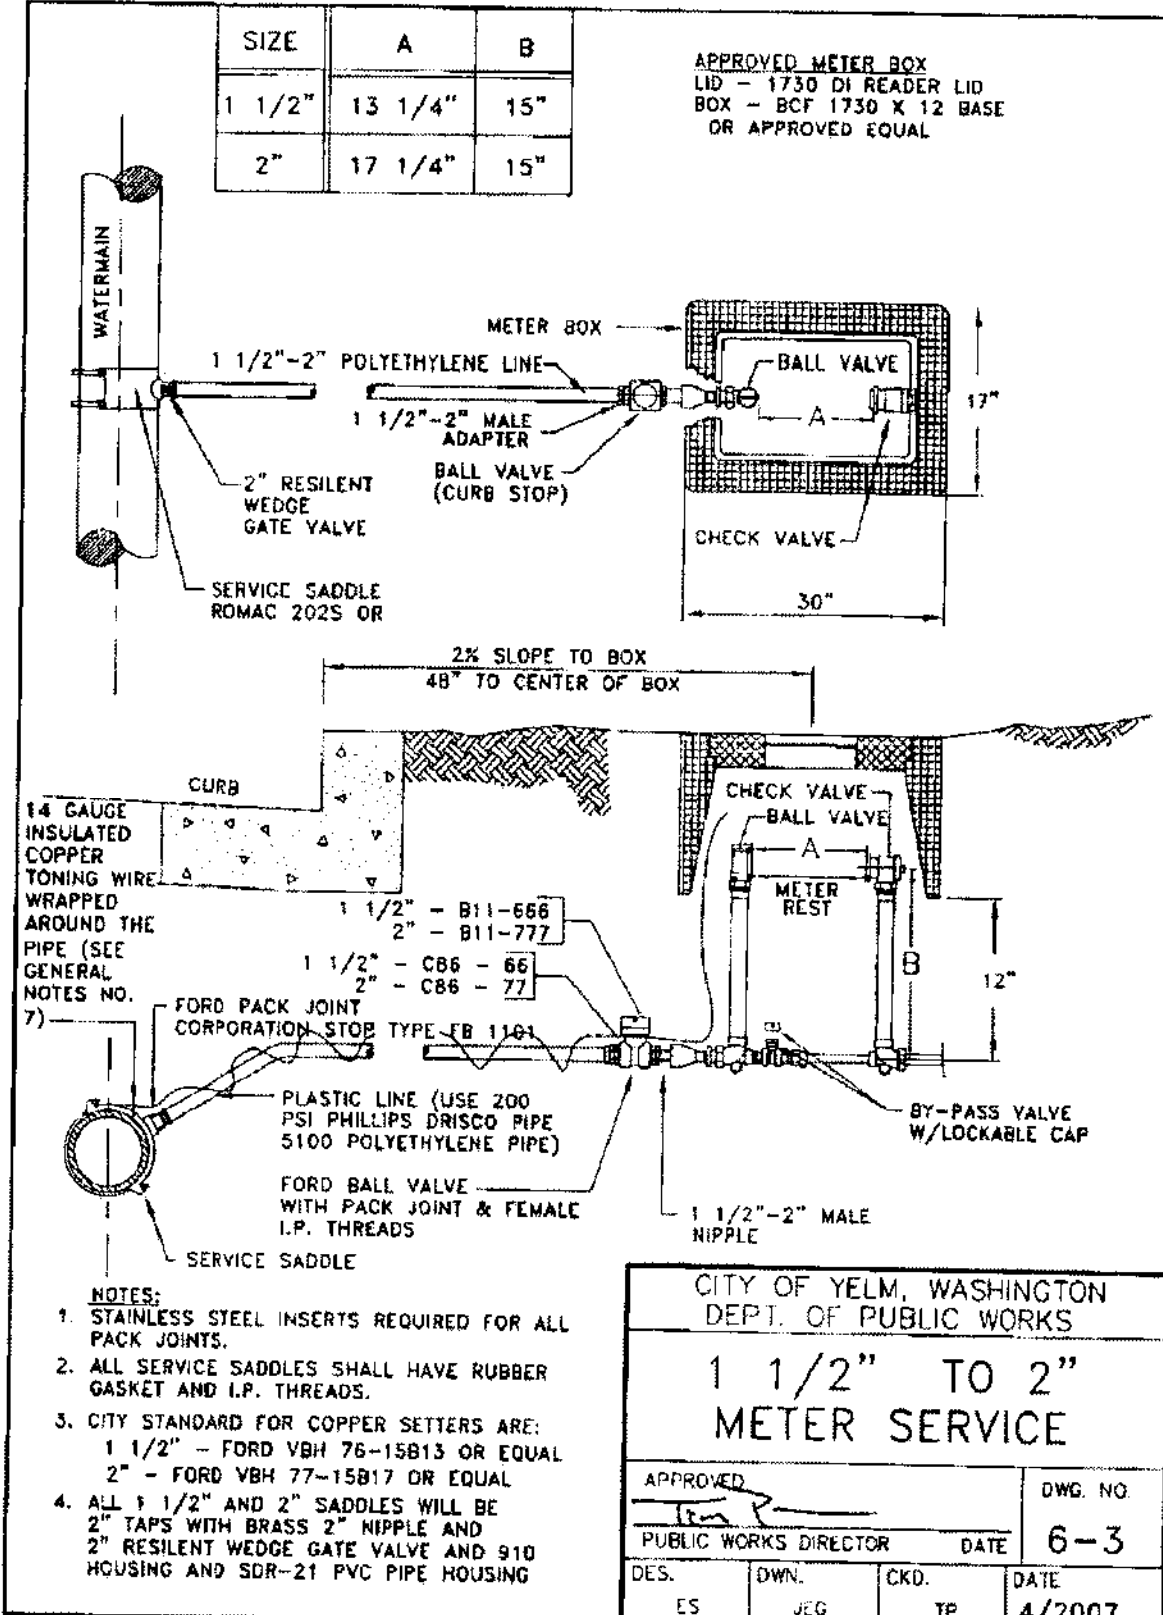 SIZE A B
1 1/2" 13 1/4" 15"
2" 17 1/4" 15"
APPROVED METER BOX
LID - 1730 DI READER LID
BOX - BCF 1730 X 12 BASE
OR APPROVED EQUAL
WATERMAIN
METER BOX
1 1/2"-2" POLYETHYLENE LINE
BALL VALVE
A
17"
1 1/2"-2" MALE
ADAPTER
BALL VALVE
(CURB STOP)
2" RESILENT
WEDGE
GATE VALVE
CHECK VALVE
SERVICE SADDLE
ROMAC 202S OR
30"
2% SLOPE TO BOX
48" TO CENTER OF BOX
CURB
CHECK VALVE
BALL VALVE
A
METER
REST
B
12"
14 GAUGE
INSULATED
COPPER
TONING WIRE
WRAPPED
AROUND THE
PIPE (SEE
GENERAL
NOTES NO.
7)
1 1/2" - B11-666
2" - B11-777
1 1/2" - C86 - 66
2" - C86 - 77
FORD PACK JOINT
CORPORATION STOP TYPE FB 1101
PLASTIC LINE (USE 200
PSI PHILLIPS DRISCO PIPE
5100 POLYETHYLENE PIPE)
BY-PASS VALVE
W/LOCKABLE CAP
FORD BALL VALVE
WITH PACK JOINT & FEMALE
I.P. THREADS
1 1/2"-2" MALE
NIPPLE
SERVICE SADDLE
NOTES:
1. STAINLESS STEEL INSERTS REQUIRED FOR ALL
PACK JOINTS.
2. ALL SERVICE SADDLES SHALL HAVE RUBBER
GASKET AND I.P. THREADS.
3. CITY STANDARD FOR COPPER SETTERS ARE:
1 1/2" - FORD VBH 76-15B13 OR EQUAL
2" - FORD VBH 77-15B17 OR EQUAL
4. ALL 1 1/2" AND 2" SADDLES WILL BE
2" TAPS WITH BRASS 2" NIPPLE AND
2" RESILENT WEDGE GATE VALVE AND 910
HOUSING AND SDR-21 PVC PIPE HOUSING
CITY OF YELM, WASHINGTON
DEPT. OF PUBLIC WORKS
1 1/2" TO 2"
METER SERVICE
APPROVED
PUBLIC WORKS DIRECTOR DATE
DWG. NO.
6-3
DES. DWN. CKD. DATE
ES JEG TP 4/2007